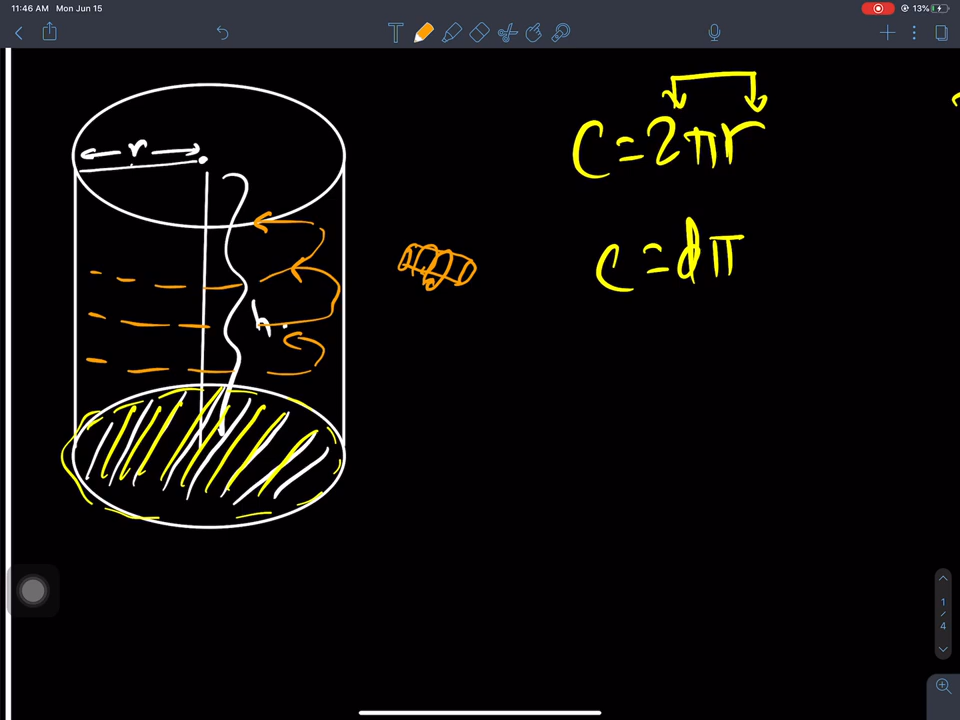 11:46 AM Mon Jun 15
13%
T
C = 2πr
r
C = dπ
h
1
/
4